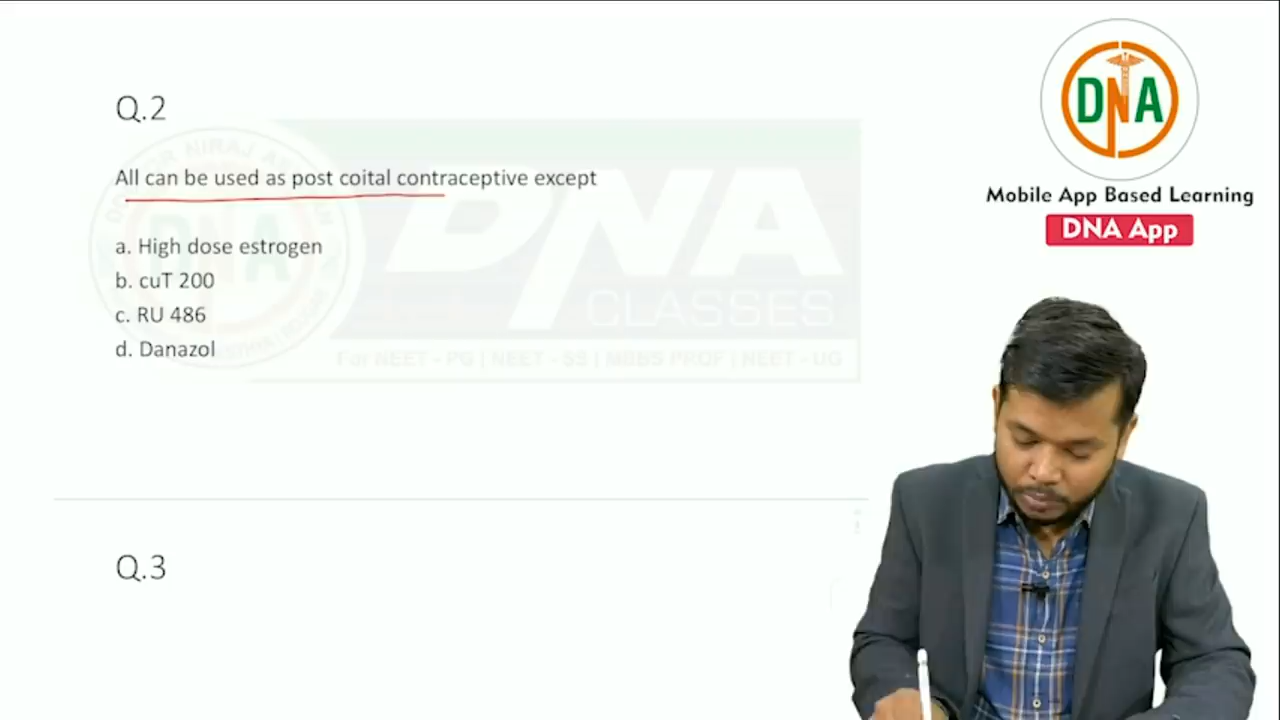 Q.2
All can be used as post coital contraceptive except
a. High dose estrogen
b. cuT 200
c. RU 486
d. Danazol
Q.3
DNA
Mobile App Based Learning
DNA App
DNA
CLASSES
For NEET - PG | NEET - SS | MBBS PROF | NEET - UG